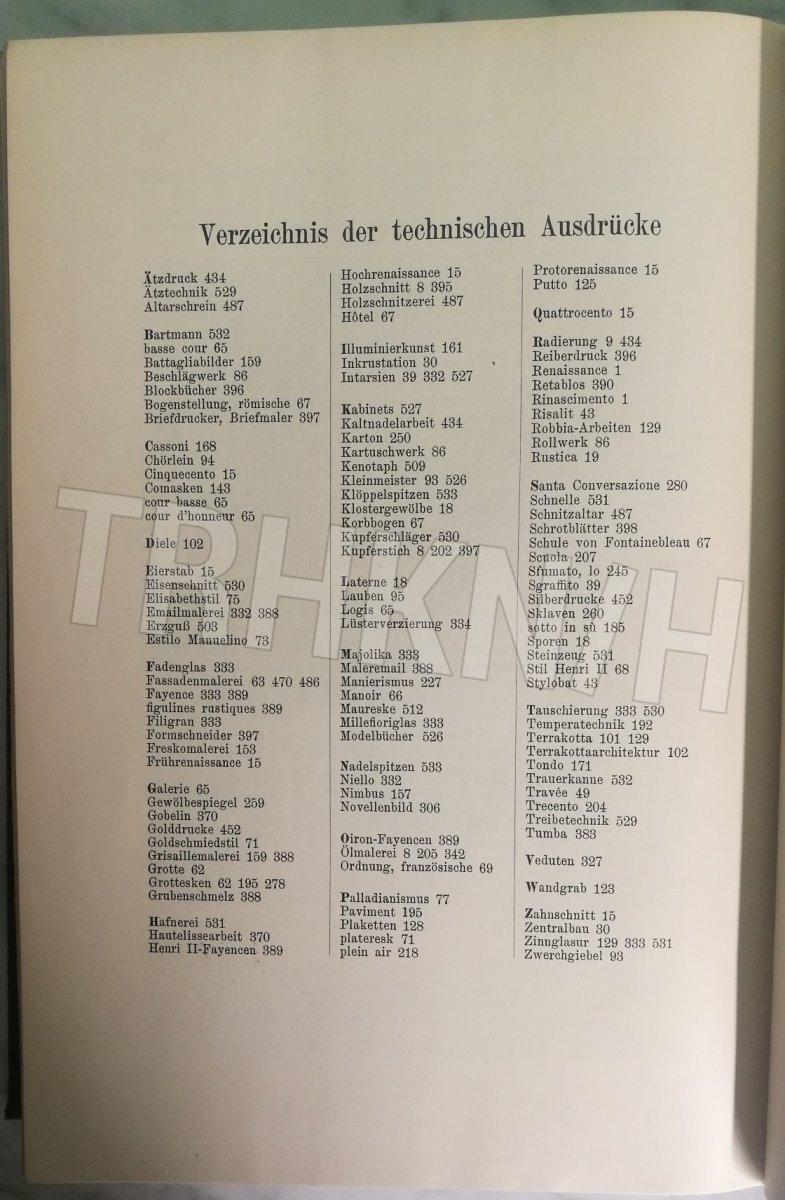 Verzeichnis der technischen Ausdrücke
Ätzdruck 434
Ätztechnik 529
Altarschrein 487
Bartmann 532
basse cour 65
Battagliabilder 159
Beschlägwerk 86
Blockbücher 396
Bogenstellung, römische 67
Briefdrucker, Briefmaler 397
Cassoni 168
Chörlein 94
Cinquecento 15
Comasken 143
cour basse 65
cour d'honneur 65
Diele 102
Eierstab 15
Eisenschnitt 530
Elisabethstil 75
Emailmalerei 332 388
Erzguß 503
Estilo Manuelino 73
Fadenglas 333
Fassadenmalerei 63 470 486
Fayence 333 389
figulines rustiques 389
Filigran 333
Formschneider 397
Freskomalerei 153
Frührenaissance 15
Galerie 65
Gewölbespiegel 259
Gobelin 370
Golddrucke 452
Goldschmiedstil 71
Grisaillemalerei 159 388
Grotte 62
Grottesken 62 195 278
Grubenschmelz 388
Hafnerei 531
Hautelissearbeit 370
Henri II-Fayencen 389
Hochrenaissance 15
Holzschnitt 8 395
Holzschnitzerei 487
Hôtel 67
Illuminierkunst 161
Inkrustation 30
Intarsien 39 332 527
Kabinets 527
Kaltnadelarbeit 434
Karton 250
Kartuschwerk 86
Kenotaph 509
Kleinmeister 93 526
Klöppelspitzen 533
Klostergewölbe 18
Korbbogen 67
Kupferschläger 530
Kupferstich 8 202 397
Laterne 18
Lauben 95
Logis 65
Lüsterverzierung 334
Majolika 333
Maleremail 388
Manierismus 227
Manoir 66
Maureske 512
Millefioriglas 333
Modelbücher 526
Nadelspitzen 533
Niello 332
Nimbus 157
Novellenbild 306
Oiron-Fayencen 389
Ölmalerei 8 205 342
Ordnung, französische 69
Palladianismus 77
Paviment 195
Plaketten 128
plateresk 71
plein air 218
Protorenaissance 15
Putto 125
Quattrocento 15
Radierung 9 434
Reiberdruck 396
Renaissance 1
Retablos 390
Rinascimento 1
Risalit 43
Robbia-Arbeiten 129
Rollwerk 86
Rustica 19
Santa Conversazione 280
Schnelle 531
Schnitzaltar 487
Schrotblätter 398
Schule von Fontainebleau 67
Scuola 207
Sfumato, lo 245
Sgraffito 39
Silberdrucke 452
Sklaven 260
sotto in sù 185
Sporen 18
Steinzeug 531
Stil Henri II 68
Stylobat 43
Tauschierung 333 530
Temperatechnik 192
Terrakotta 101 129
Terrakottaarchitektur 102
Tondo 171
Trauerkanne 532
Travée 49
Trecento 204
Treibetechnik 529
Tumba 383
Veduten 327
Wandgrab 123
Zahnschnitt 15
Zentralbau 30
Zinnglasur 129 333 531
Zwerchgiebel 93
TRHKNVH